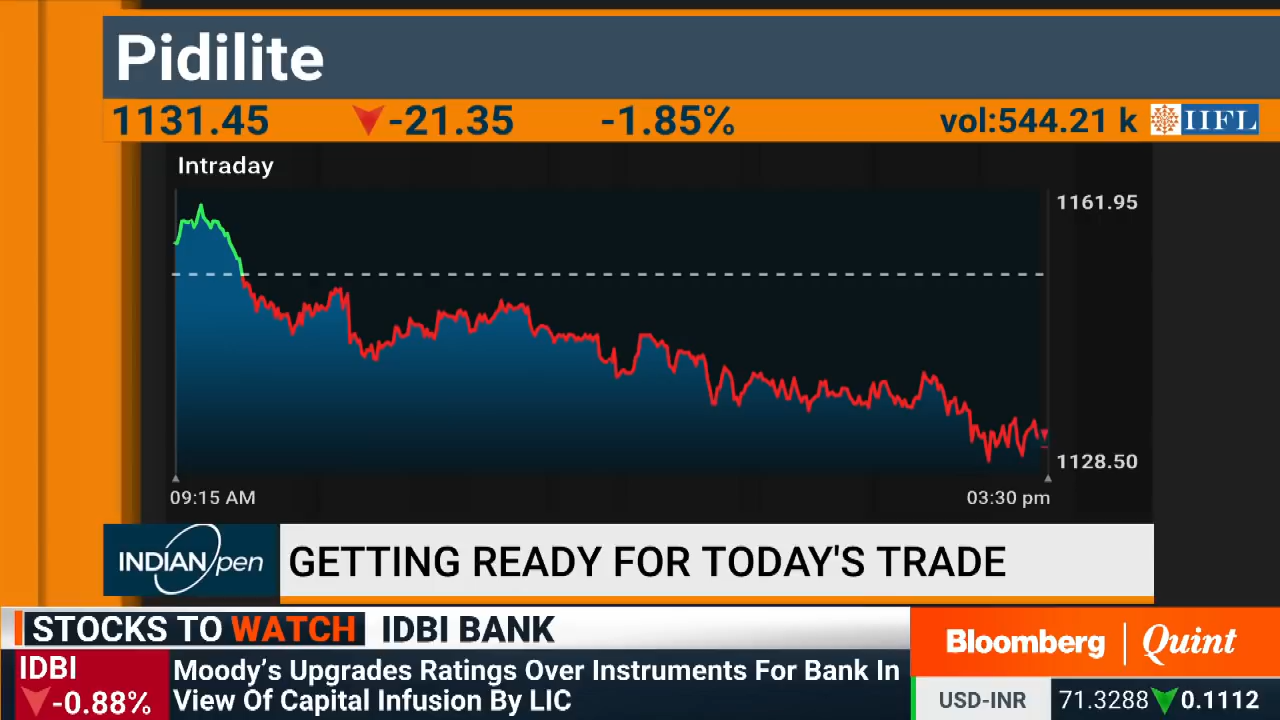 Pidilite
1131.45 -21.35 -1.85% vol:544.21 k IIFL
Intraday
1161.95
1128.50
09:15 AM 03:30 pm
INDIAN Open GETTING READY FOR TODAY'S TRADE
STOCKS TO WATCH IDBI BANK
IDBI
-0.88%
Moody's Upgrades Ratings Over Instruments For Bank In
View Of Capital Infusion By LIC
Bloomberg | Quint
USD-INR 71.3288 0.1112